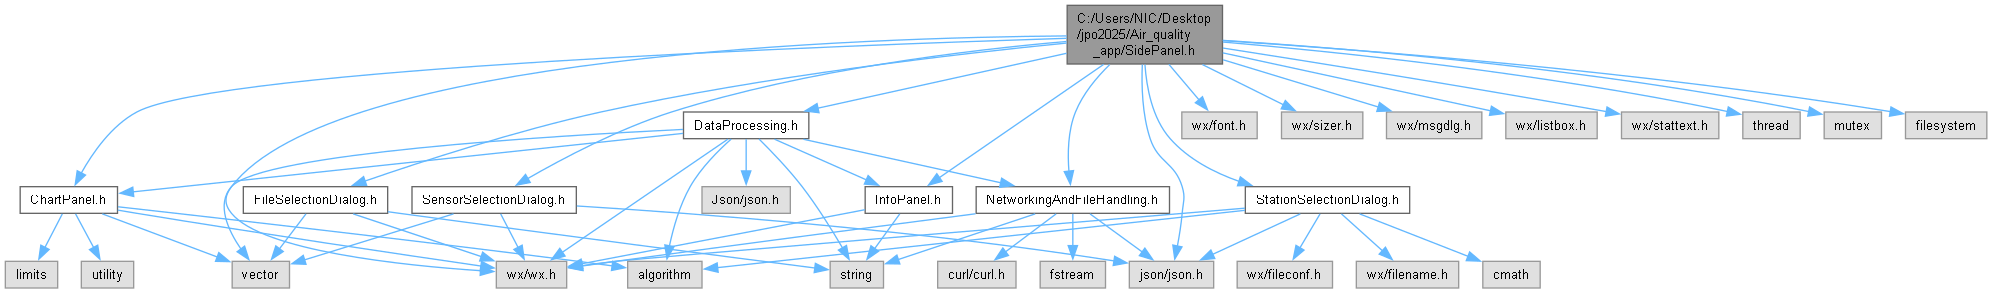 C:/Users/NIC/Desktop
/jpo2025/Air_quality
_app/SidePanel.h
DataProcessing.h
wx/font.h
wx/sizer.h
wx/msgdlg.h
wx/listbox.h
wx/stattext.h
thread
mutex
filesystem
ChartPanel.h
FileSelectionDialog.h
SensorSelectionDialog.h
Json/json.h
InfoPanel.h
NetworkingAndFileHandling.h
StationSelectionDialog.h
limits
utility
vector
wx/wx.h
algorithm
string
curl/curl.h
fstream
json/json.h
wx/fileconf.h
wx/filename.h
cmath